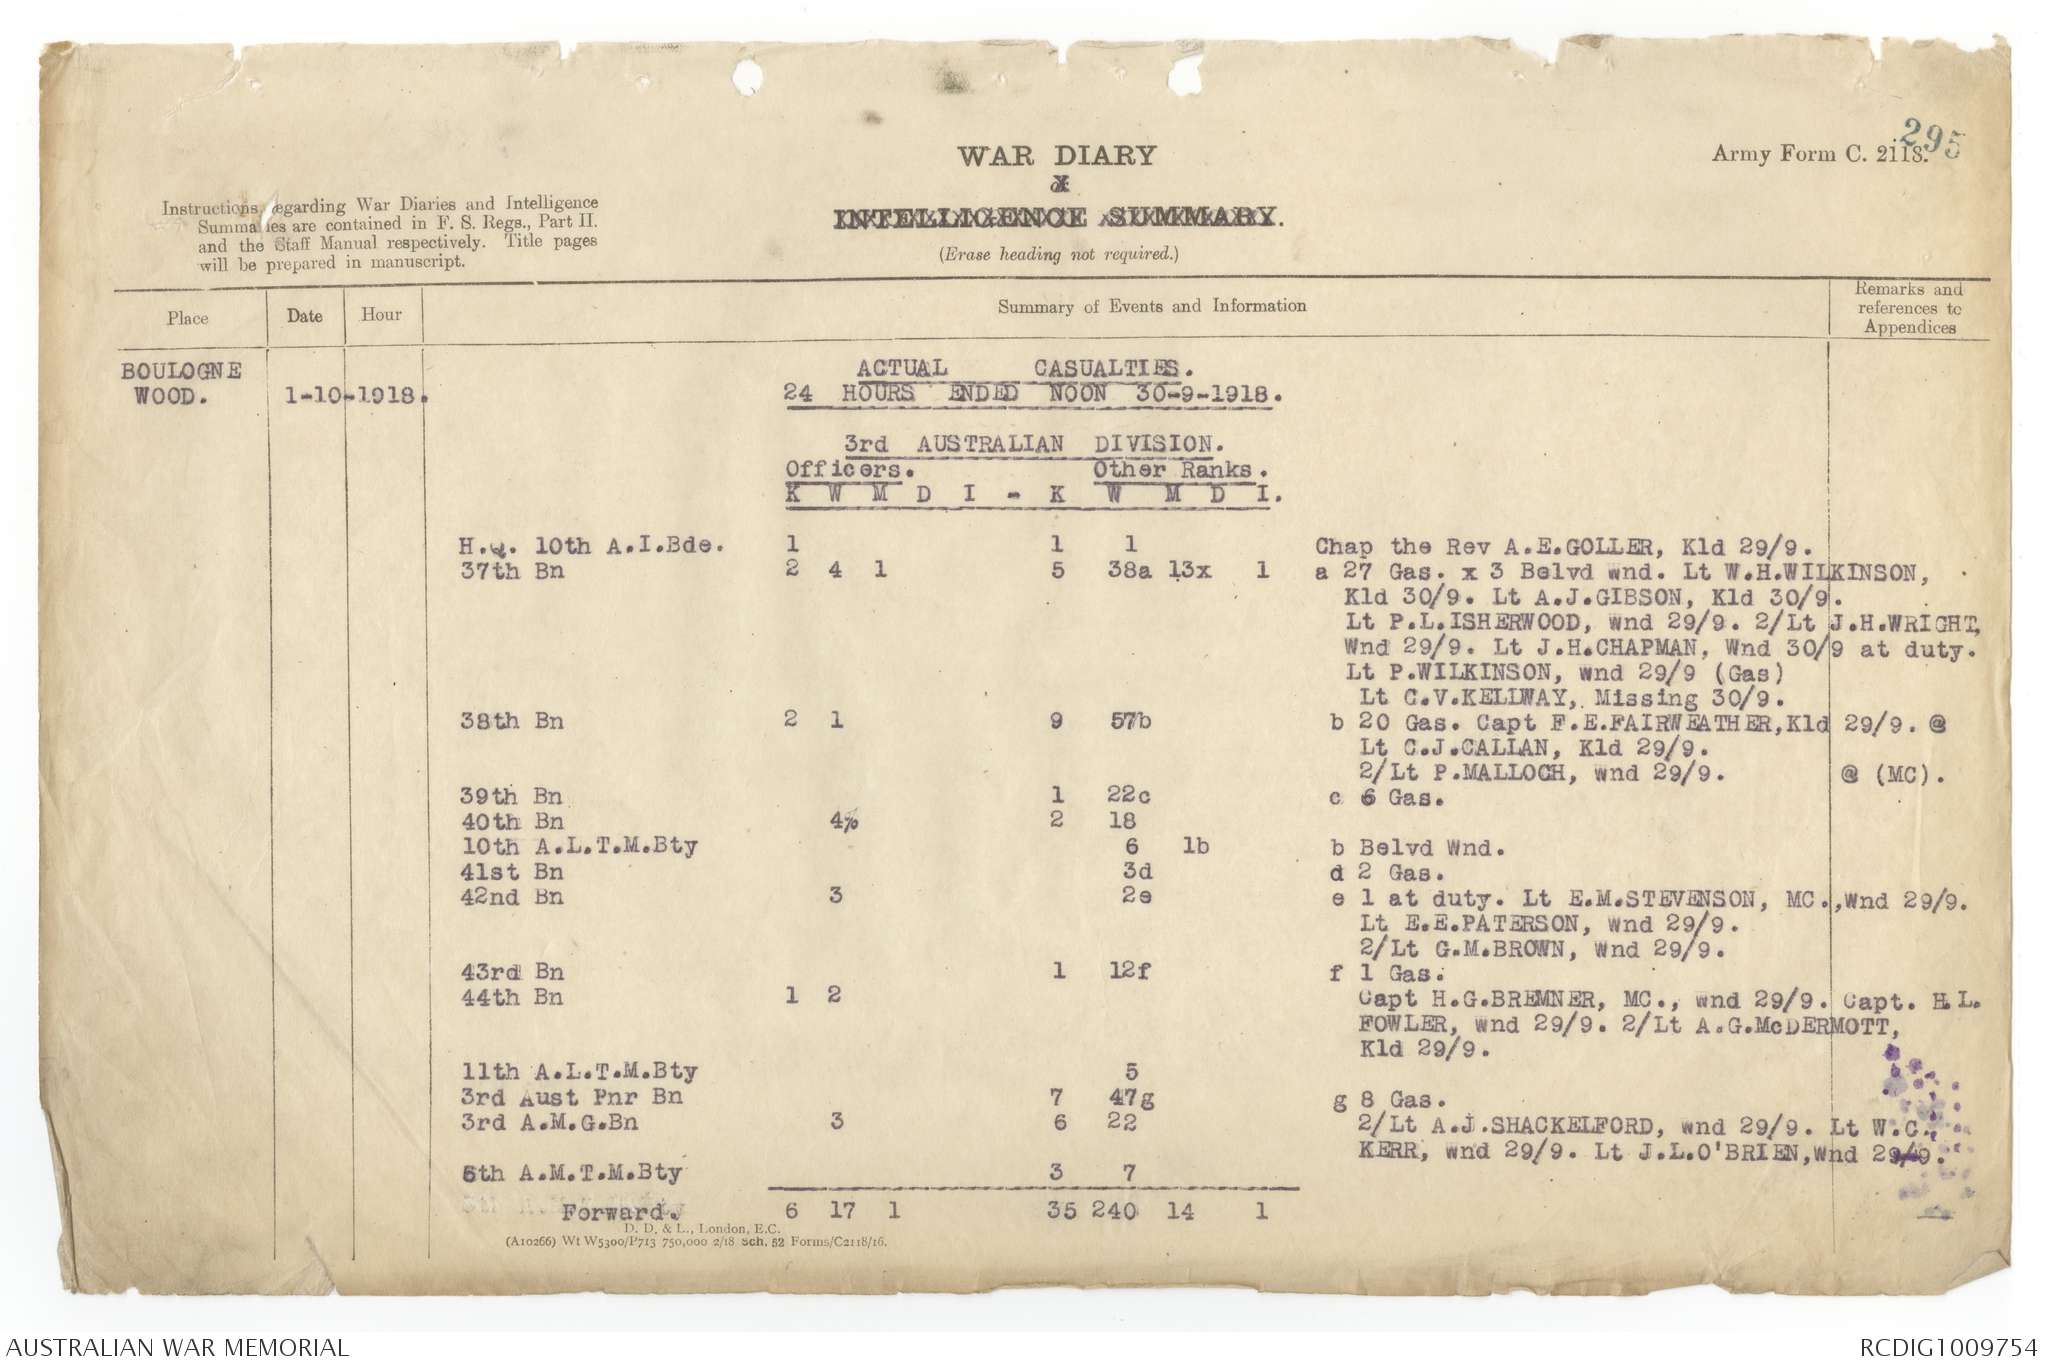 295
WAR DIARY
Army Form C. 2118.
or
INTELLIGENCE SUMMARY.
(Erase heading not required.)
Instructions regarding War Diaries and Intelligence
Summaries are contained in F. S. Regs., Part II.
and the Staff Manual respectively. Title pages
will be prepared in manuscript.
Place Date Hour Summary of Events and Information Remarks and
references to
Appendices
BOULOGNE ACTUAL CASUALTIES.
WOOD. 1-10-1918. 24 HOURS ENDED NOON 30-9-1918.
3rd AUSTRALIAN DIVISION.
Officers. Other Ranks.
K W M D I - K W M D I.
H.Q. 10th A.I.Bde. 1 1 1 Chap the Rev A.E.GOLLER, Kld 29/9.
37th Bn 2 4 1 5 38a 13x 1 a 27 Gas. x 3 Belvd wnd. Lt W.H.WILKINSON,
Kld 30/9. Lt A.J.GIBSON, Kld 30/9.
Lt P.L.ISHERWOOD, wnd 29/9. 2/Lt J.H.WRIGHT,
Wnd 29/9. Lt J.H.CHAPMAN, Wnd 30/9 at duty.
Lt P.WILKINSON, wnd 29/9 (Gas)
Lt C.V.KELLWAY, Missing 30/9.
38th Bn 2 1 9 57b b 20 Gas. Capt F.E.FAIRWEATHER,Kld 29/9. @
Lt C.J.CALLAN, Kld 29/9.
2/Lt P.MALLOCH, wnd 29/9. @ (MC).
39th Bn 1 22c c 6 Gas.
40th Bn 4% 2 18
10th A.L.T.M.Bty 6 1b b Belvd Wnd.
41st Bn 3d d 2 Gas.
42nd Bn 3 2e e 1 at duty. Lt E.M.STEVENSON, MC.,wnd 29/9.
Lt E.E.PATERSON, wnd 29/9.
2/Lt G.M.BROWN, wnd 29/9.
43rd Bn 1 12f f 1 Gas.
44th Bn 1 2 Capt H.G.BREMNER, MC., wnd 29/9. Capt. H.L.
FOWLER, wnd 29/9. 2/Lt A.G.McDERMOTT,
Kld 29/9.
11th A.L.T.M.Bty 5
3rd Aust Pnr Bn 7 47g g 8 Gas.
3rd A.M.G.Bn 3 6 22 2/Lt A.J.SHACKELFORD, wnd 29/9. Lt W.C.
KERR, wnd 29/9. Lt J.L.O'BRIEN,wnd 29/9.
6th A.M.T.M.Bty 3 7
Forward. 6 17 1 35 240 14 1
D. D. & L., London, E.C.
(A10266) Wt W5300/P713 750,000 2/18 Sch. 52 Forms/C2118/16.
AUSTRALIAN WAR MEMORIAL RCDIG1009754